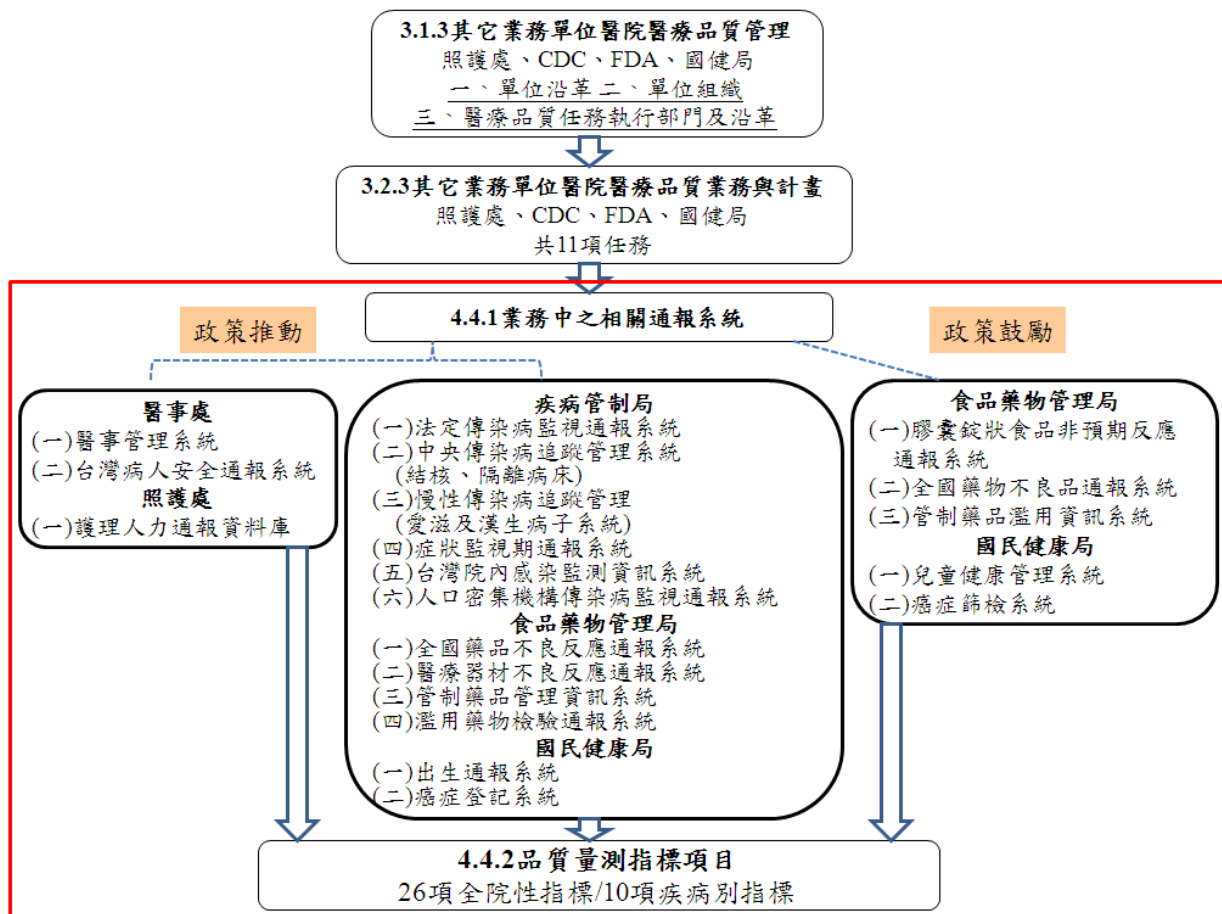 3.1.3其它業務單位醫院醫療品質管理
照護處、CDC、FDA、國健局
一、單位沿革 二、單位組織
三、醫療品質任務執行部門及沿革
3.2.3其它業務單位醫院醫療品質業務與計畫
照護處、CDC、FDA、國健局
共11項任務
4.4.1業務中之相關通報系統
政策推動
政策鼓勵
醫事處
(一)醫事管理系統
(二)台灣病人安全通報系統
照護處
(一)護理人力通報資料庫
疾病管制局
(一)法定傳染病監視通報系統
(二)中央傳染病追蹤管理系統
(結核、隔離病床)
(三)慢性傳染病追蹤管理
(愛滋及漢生病子系統)
(四)症狀監視期通報系統
(五)台灣院內感染監測資訊系統
(六)人口密集機構傳染病監視通報系統
食品藥物管理局
(一)全國藥品不良反應通報系統
(二)醫療器材不良反應通報系統
(三)管制藥品管理資訊系統
(四)濫用藥物檢驗通報系統
國民健康局
(一)出生通報系統
(二)癌症登記系統
食品藥物管理局
(一)膠囊錠狀食品非預期反應
通報系統
(二)全國藥物不良品通報系統
(三)管制藥品濫用資訊系統
國民健康局
(一)兒童健康管理系統
(二)癌症篩檢系統
4.4.2品質量測指標項目
26項全院性指標/10項疾病別指標